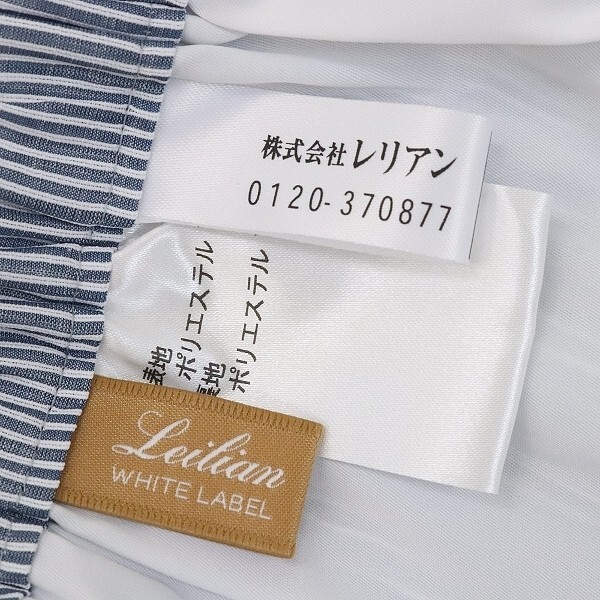 株式会社レリアン
0120-370877
表地
ポリエステル
裏地
ポリエステル
Leilian
WHITE LABEL